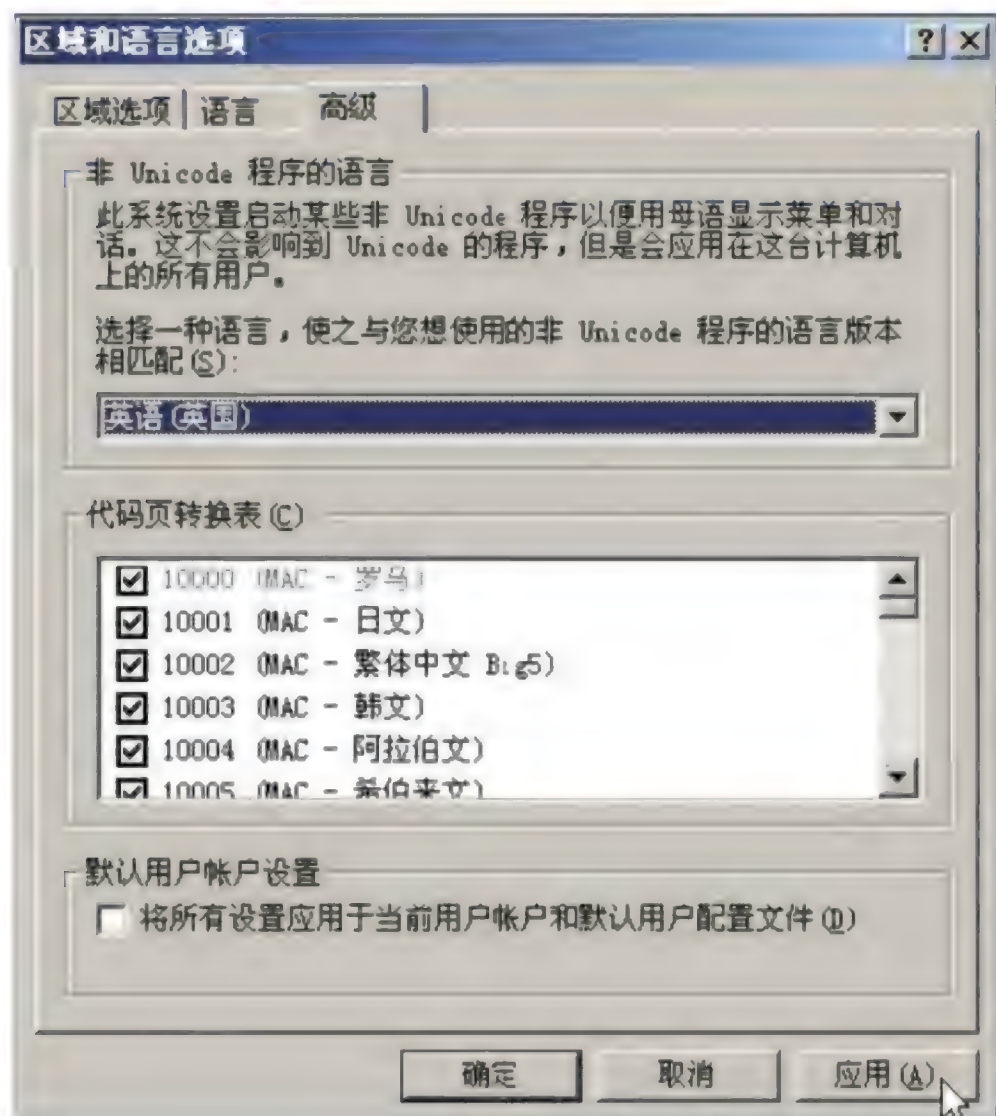 区域和语言选项
区域选项 语言 高级
非 Unicode 程序的语言
此系统设置启动某些非 Unicode 程序以便用母语显示菜单和对
话。这不会影响到 Unicode 的程序,但是会应用在这台计算机
上的所有用户。
选择一种语言,使之与您想使用的非 Unicode 程序的语言版本
相匹配(S):
英语(英国)
代码页转换表(C)
10000 (MAC - 罗马)
10001 (MAC - 日文)
10002 (MAC - 繁体中文 Big5)
10003 (MAC - 韩文)
10004 (MAC - 阿拉伯文)
10005 (MAC - 希伯来文)
默认用户帐户设置
将所有设置应用于当前用户帐户和默认用户配置文件(D)
确定 取消 应用(A)